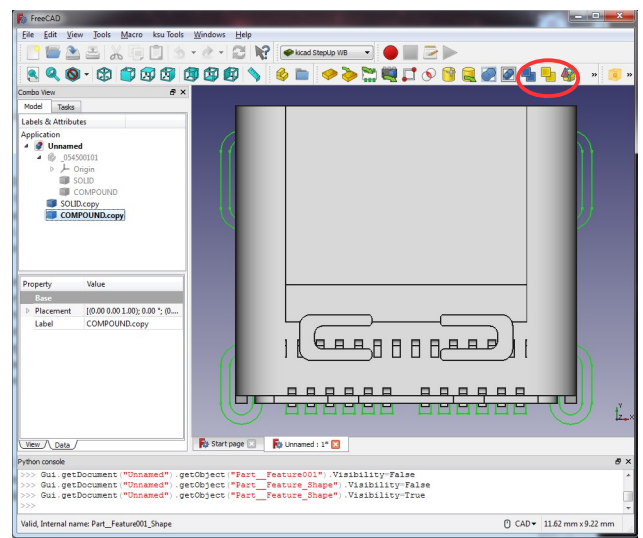 FreeCAD
File Edit View Tools Macro ksu Tools Windows Help
kicad StepUp WB
» »
Combo View
Model Tasks
Labels & Attributes
Application
Unnamed
_054500101
Origin
SOLID
COMPOUND
SOLID.copy
COMPOUND.copy
Property Value
Base
Placement [(0.00 0.00 1.00); 0.00 °; (0....
Label COMPOUND.copy
Y
Z X
View Data
Start page
Unnamed : 1*
Python console
>>> Gui.getDocument("Unnamed").getObject("Part__Feature001").Visibility=False
>>> Gui.getDocument("Unnamed").getObject("Part__Feature_Shape").Visibility=False
>>> Gui.getDocument("Unnamed").getObject("Part__Feature_Shape").Visibility=True
>>>
Valid, Internal name: Part__Feature001_Shape
CAD 11.62 mm x 9.22 mm